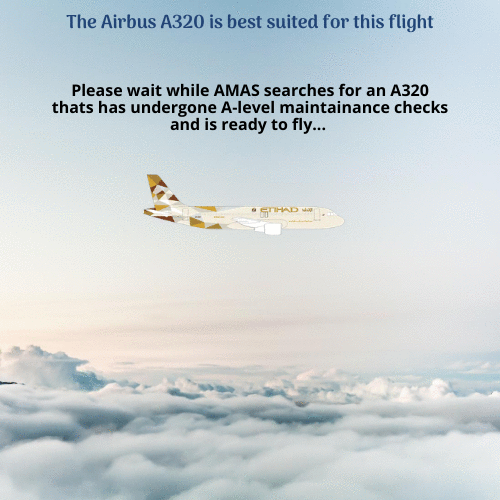 The Airbus A320 is best suited for this flight
Please wait while AMAS searches for an A320
thats has undergone A-level maintainance checks
and is ready to fly...
ETIHAD